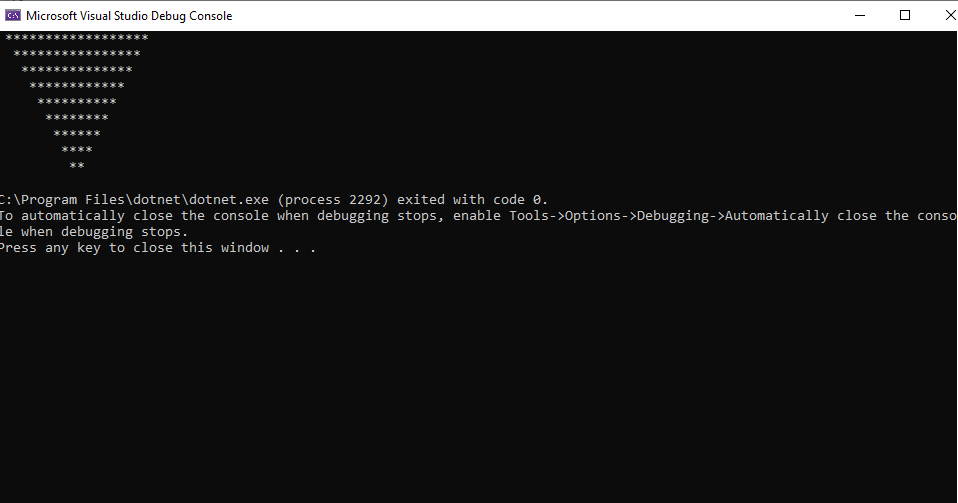 Microsoft Visual Studio Debug Console
 ******************
  ****************
   **************
    ************
     **********
      ********
       ******
        ****
         **
C:\Program Files\dotnet\dotnet.exe (process 2292) exited with code 0.
To automatically close the console when debugging stops, enable Tools->Options->Debugging->Automatically close the conso
le when debugging stops.
Press any key to close this window . . .